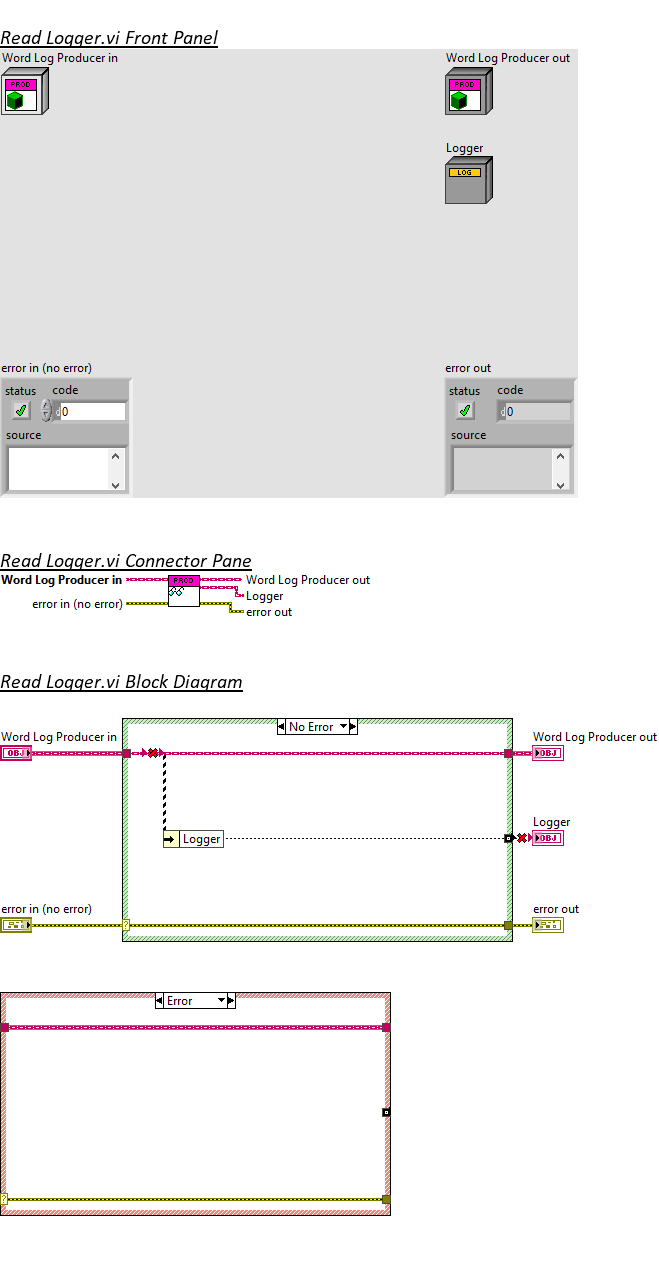 Read Logger.vi Front Panel
Word Log Producer in
Word Log Producer out
PROD
PROD
Logger
LOG
error in (no error)
error out
status code
status code
0
d 0
source
source
Read Logger.vi Connector Pane
Word Log Producer in
PROD
Word Log Producer out
Logger
error in (no error)
error out
Read Logger.vi Block Diagram
No Error
Word Log Producer in
Word Log Producer out
OBJ
OBJ
Logger
Logger
OBJ
error in (no error)
error out
?
Error
?